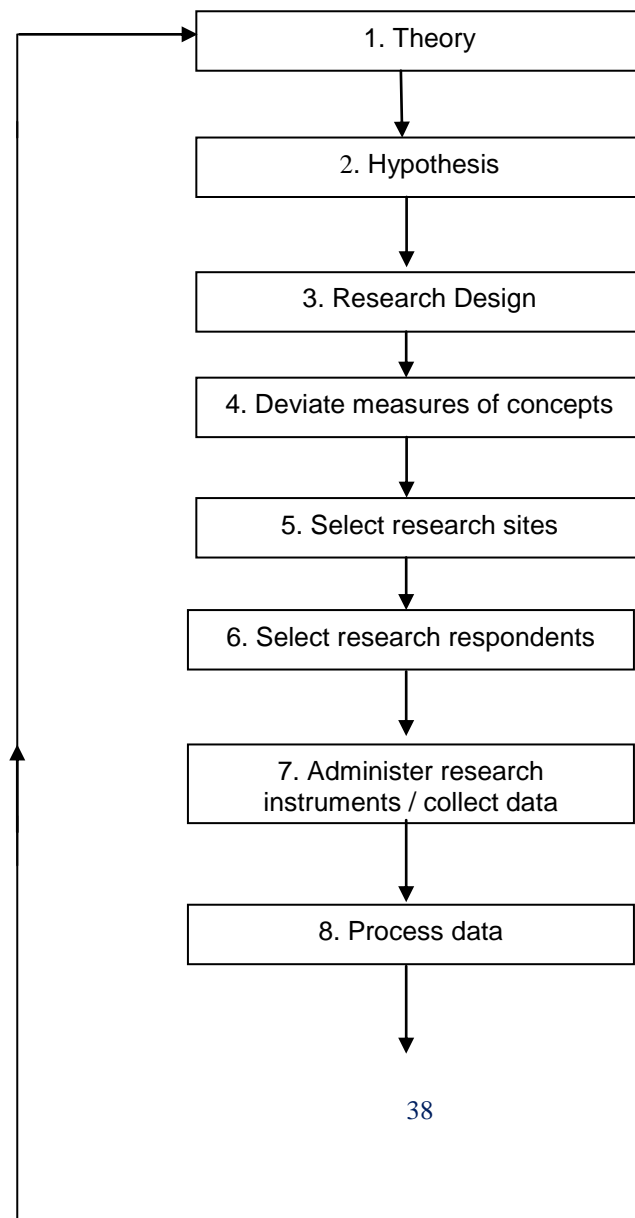 1. Theory
2. Hypothesis
3. Research Design
4. Deviate measures of concepts
5. Select research sites
6. Select research respondents
7. Administer research
instruments / collect data
8. Process data
38